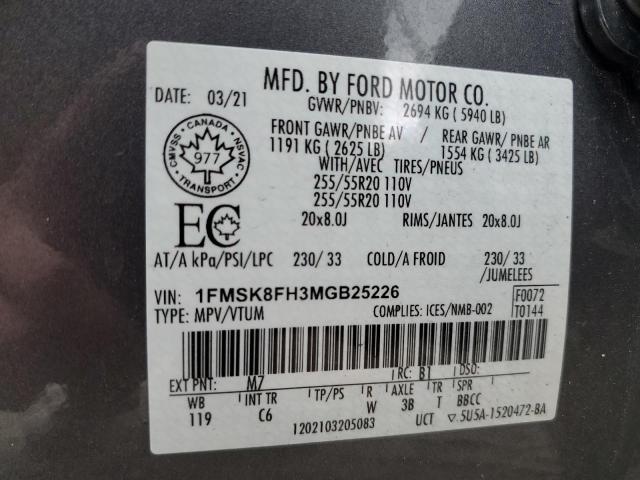 MFD. BY FORD MOTOR CO.
DATE: 03/21 GVWR/PNBV: 2694 KG ( 5940 LB)
FRONT GAWR/PNBE AV / REAR GAWR/ PNBE AR
1191 KG ( 2625 LB) 1554 KG ( 3425 LB)
WITH/AVEC TIRES/PNEUS
255/55R20 110V
255/55R20 110V
20x8.0J RIMS/JANTES 20x8.0J
CMVSS • CANADA • NSVAC
977
TRANSPORT
EC
AT/A kPa/PSI/LPC 230/ 33 COLD/A FROID 230/ 33
/JUMELEES
VIN: 1FMSK8FH3MGB25226 F0072
TYPE: MPV/VTUM COMPLIES: ICES/NMB-002 T0144
EXT PNT: M7 RC: B1 DSO:
WB INT TR TP/PS R AXLE TR SPR
119 C6 W 3B T BBCC
1202103205083 UCT ▽.5U5A-1520472-BA